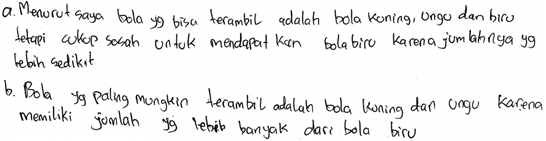 a. Menurut saya bola yg bisa terambil adalah bola kuning, ungu dan biru
tetapi cukup susah untuk mendapat kan bola biru karena jumlahnya yg
lebih sedikit
b. Bola yg paling mungkin terambil adalah bola kuning dan ungu karena
memiliki jumlah yg lebih banyak dari bola biru